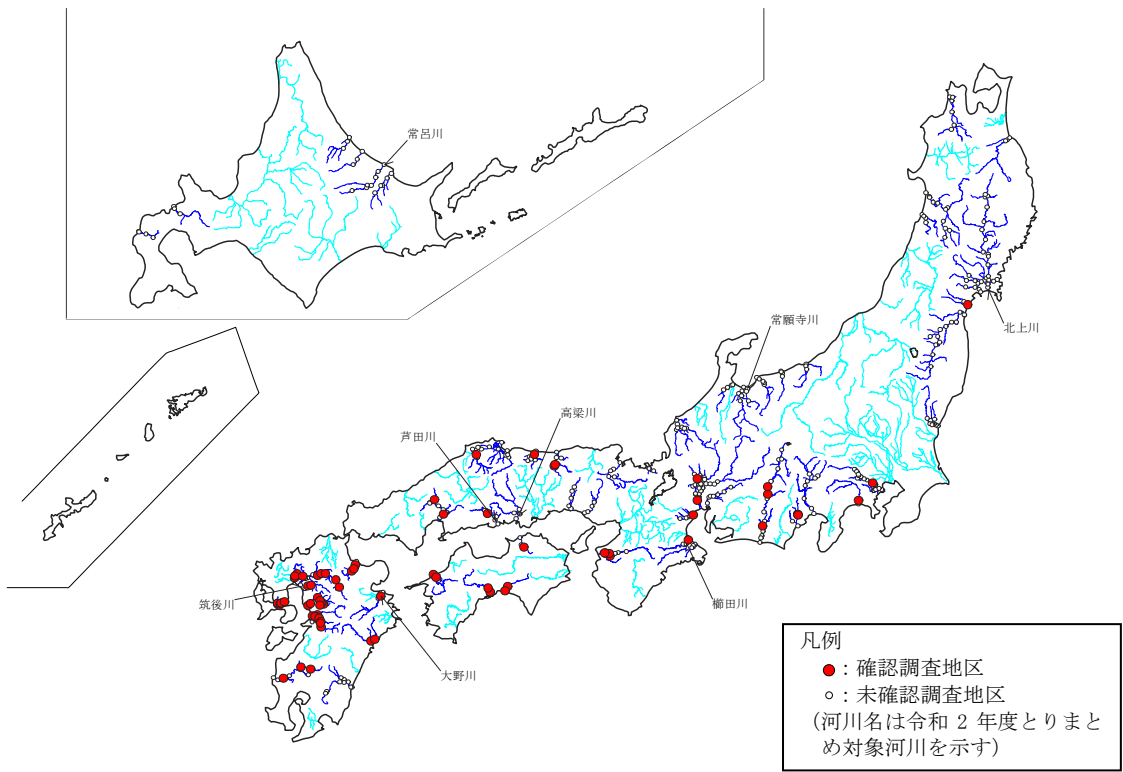 常呂川
常願寺川
北上川
高梁川
芦田川
筑後川
櫛田川
大野川
凡例
：確認調査地区
：未確認調査地区
（河川名は令和 2 年度とりまと
め対象河川を示す）